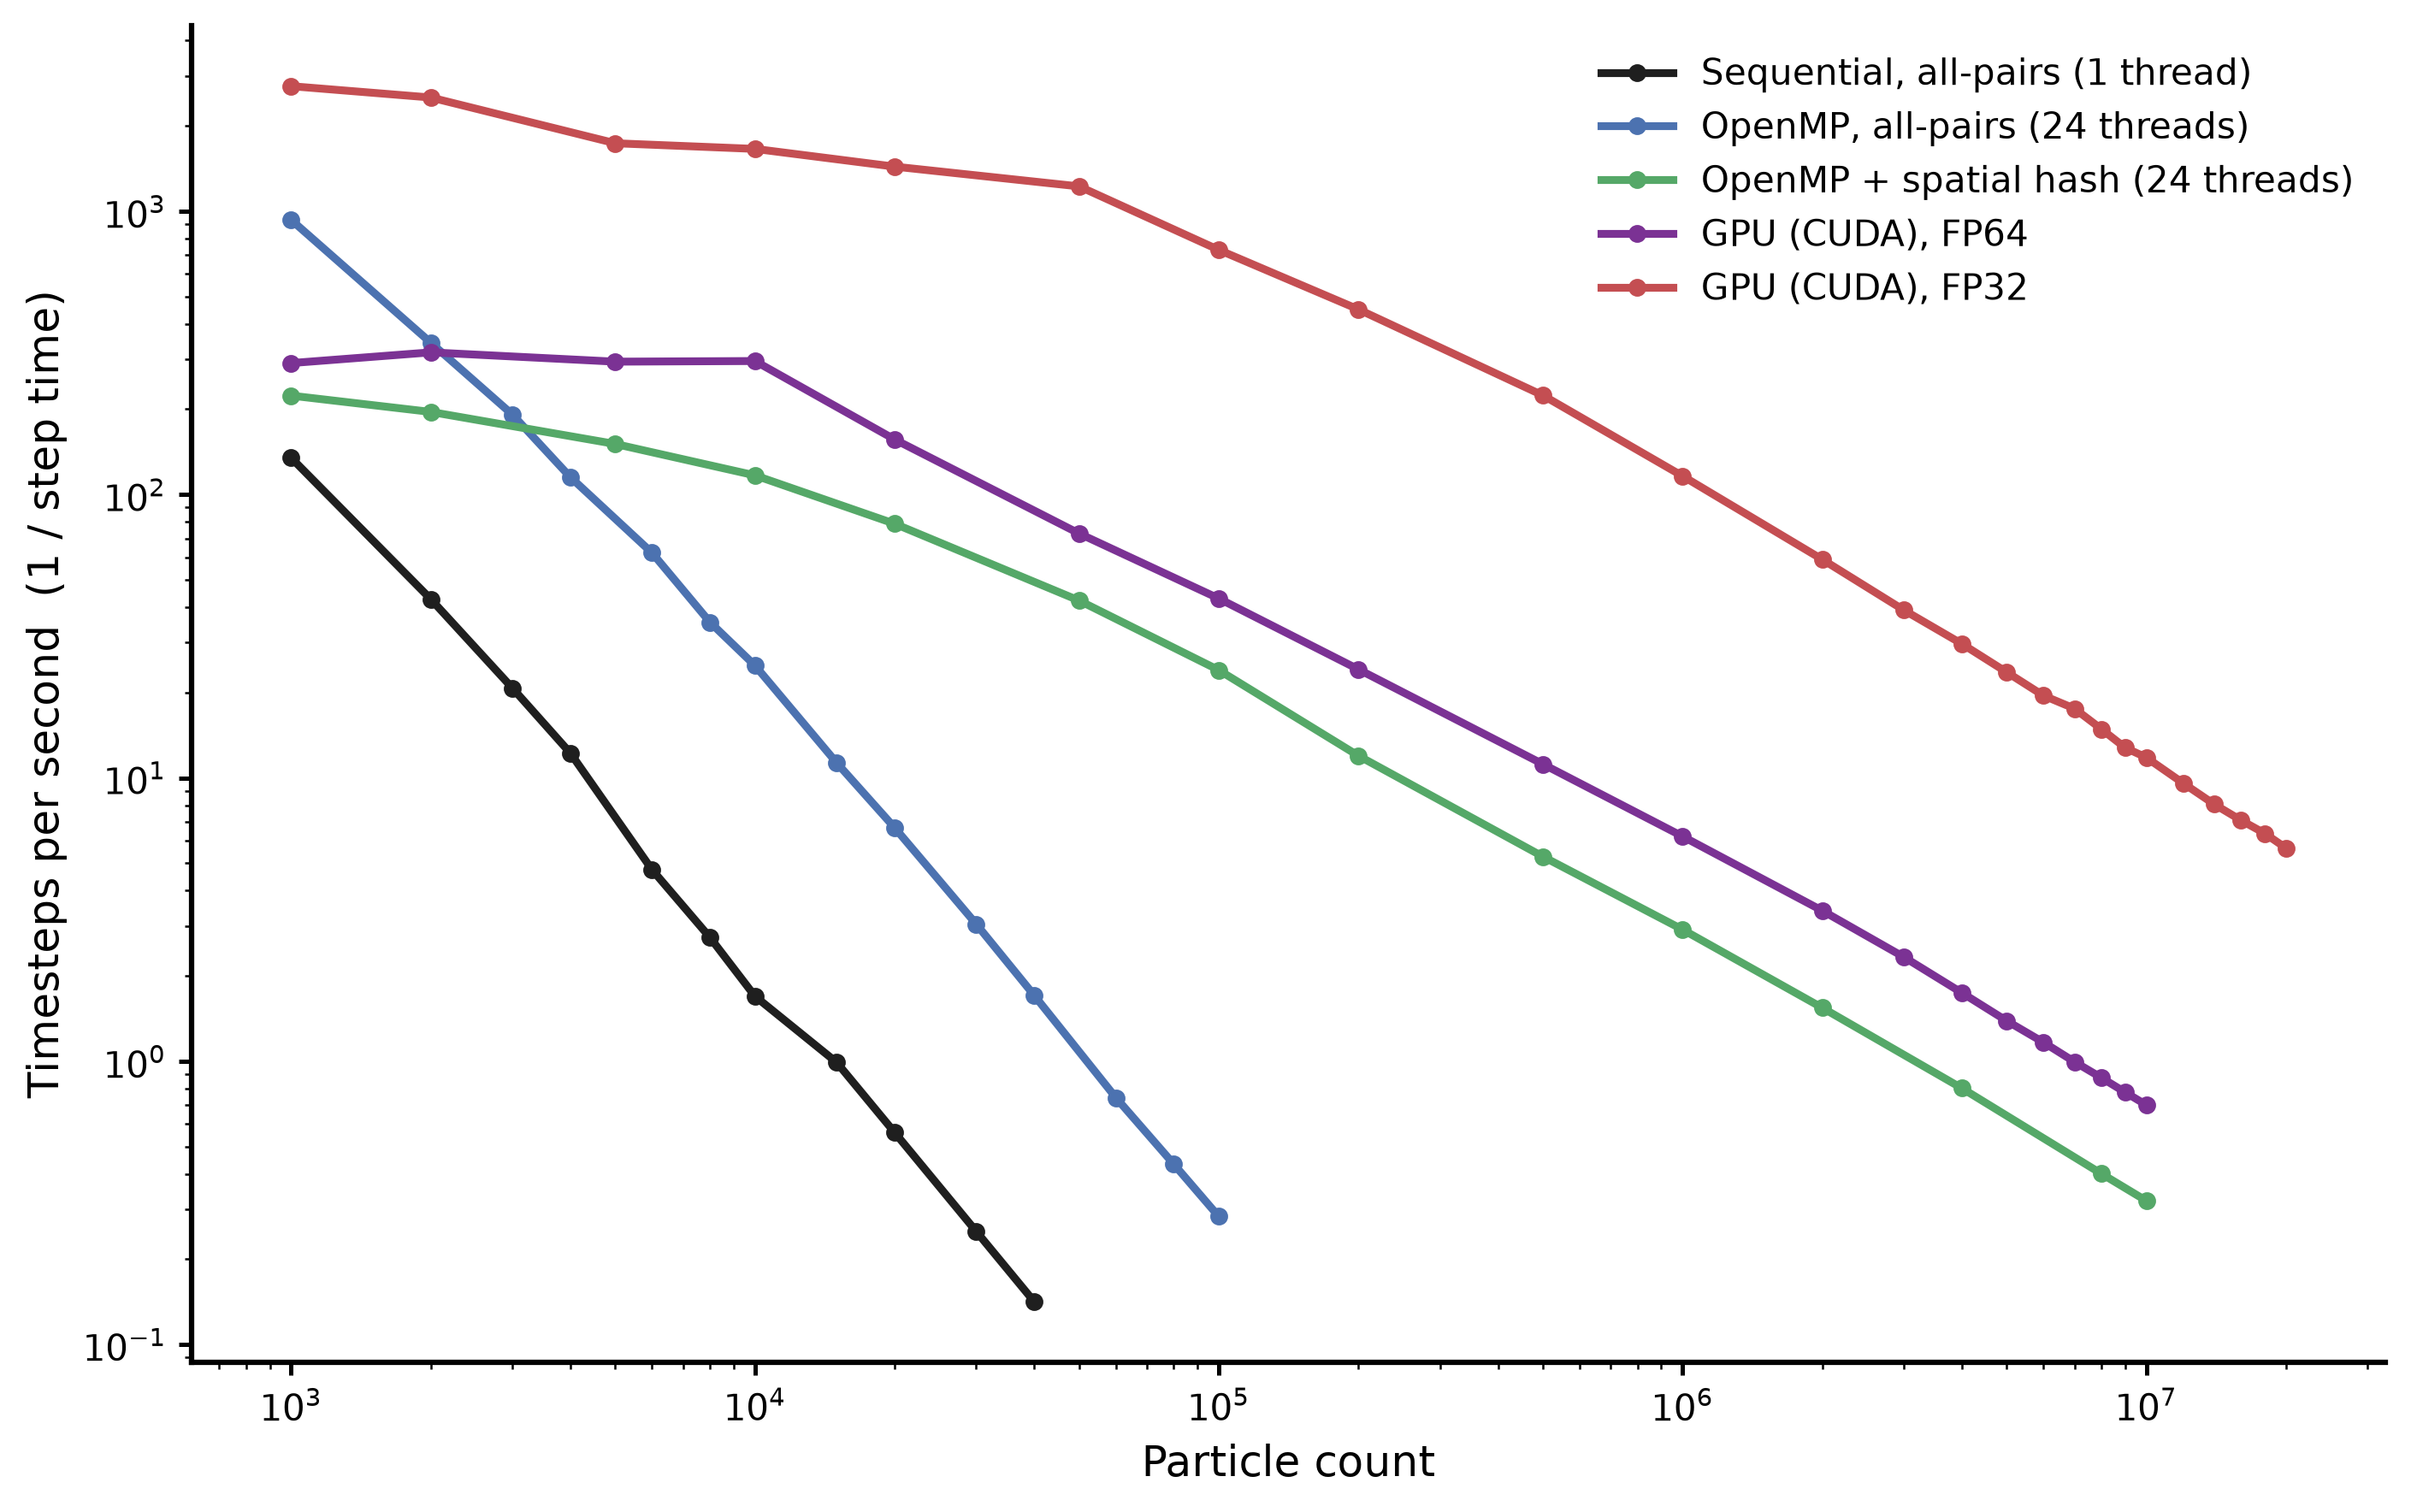 Sequential, all-pairs (1 thread)
OpenMP, all-pairs (24 threads)
OpenMP + spatial hash (24 threads)
GPU (CUDA), FP64
GPU (CUDA), FP32
Timesteps per second (1 / step time)
10³
10²
10¹
10⁰
10⁻¹
10³ 10⁴ 10⁵ 10⁶ 10⁷
Particle count